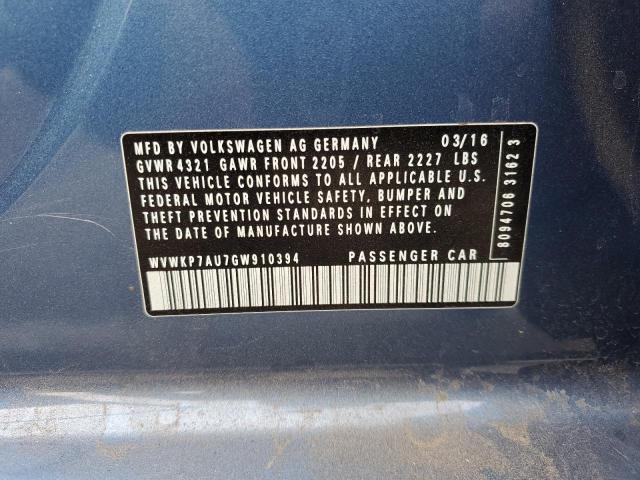 MFD BY VOLKSWAGEN AG GERMANY 03/16
GVWR 4321 GAWR FRONT 2205 / REAR 2227 LBS
THIS VEHICLE CONFORMS TO ALL APPLICABLE U.S.
FEDERAL MOTOR VEHICLE SAFETY, BUMPER AND
THEFT PREVENTION STANDARDS IN EFFECT ON
THE DATE OF MANUFACTURE SHOWN ABOVE.
WVWKP7AU7GW910394 PASSENGER CAR
8094706 3162 3